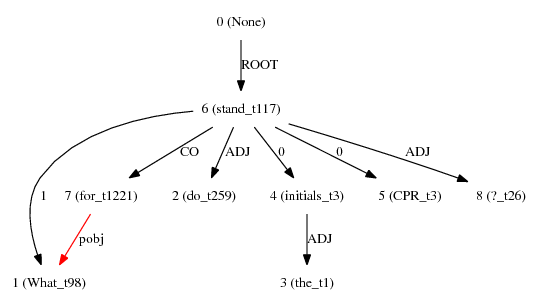 0 (None)
ROOT
6 (stand_t117)
CO ADJ 0 0 ADJ
1 7 (for_t1221) 2 (do_t259) 4 (initials_t3) 5 (CPR_t3) 8 (?_t26)
pobj ADJ
1 (What_t98) 3 (the_t1)